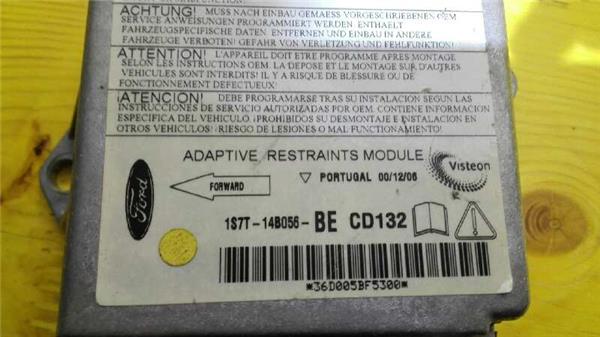 ACHTUNG! MUSS NACH EINBAU GEMAESS VORGESCHRIEBENEN OEM
SERVICE ANWEISUNGEN PROGRAMMIERT WERDEN. ENTHAELT
FAHRZEUGSPEZIFISCHE DATEN. ENTFERNEN UND EINBAU IN ANDERE
FAHRZEUGE VERBOTEN! GEFAHR VON VERLETZUNG UND FEHLFUNKTION!
ATTENTION! L'APPAREIL DOIT ETRE PROGRAMME APRES MONTAGE
SELON LES INSTRUCTIONS OEM. LA DEPOSE ET LE MONTAGE SUR D'AUTRES
VEHICULES SONT INTERDITS! IL Y A RISQUE DE BLESSURE OU DE
FONCTIONNEMENT DEFECTUEUX!
¡ATENCION! DEBE PROGRAMARSE TRAS SU INSTALACION SEGUN LAS
INSTRUCCIONES DE SERVICIO AUTORIZADAS POR OEM. CONTIENE INFORMACION
ESPECIFICA DEL VEHICULO. ¡PROHIBIDO SU DESMONTAJE E INSTALACION
EN OTROS VEHICULOS! ¡RIESGO DE LESIONES O MAL FUNCIONAMIENTO!
ADAPTIVE RESTRAINTS MODULE
Visteon
Ford
FORWARD
PORTUGAL 00/12/06
1S7T-14B056-BE CD132
*36D005BF5300*